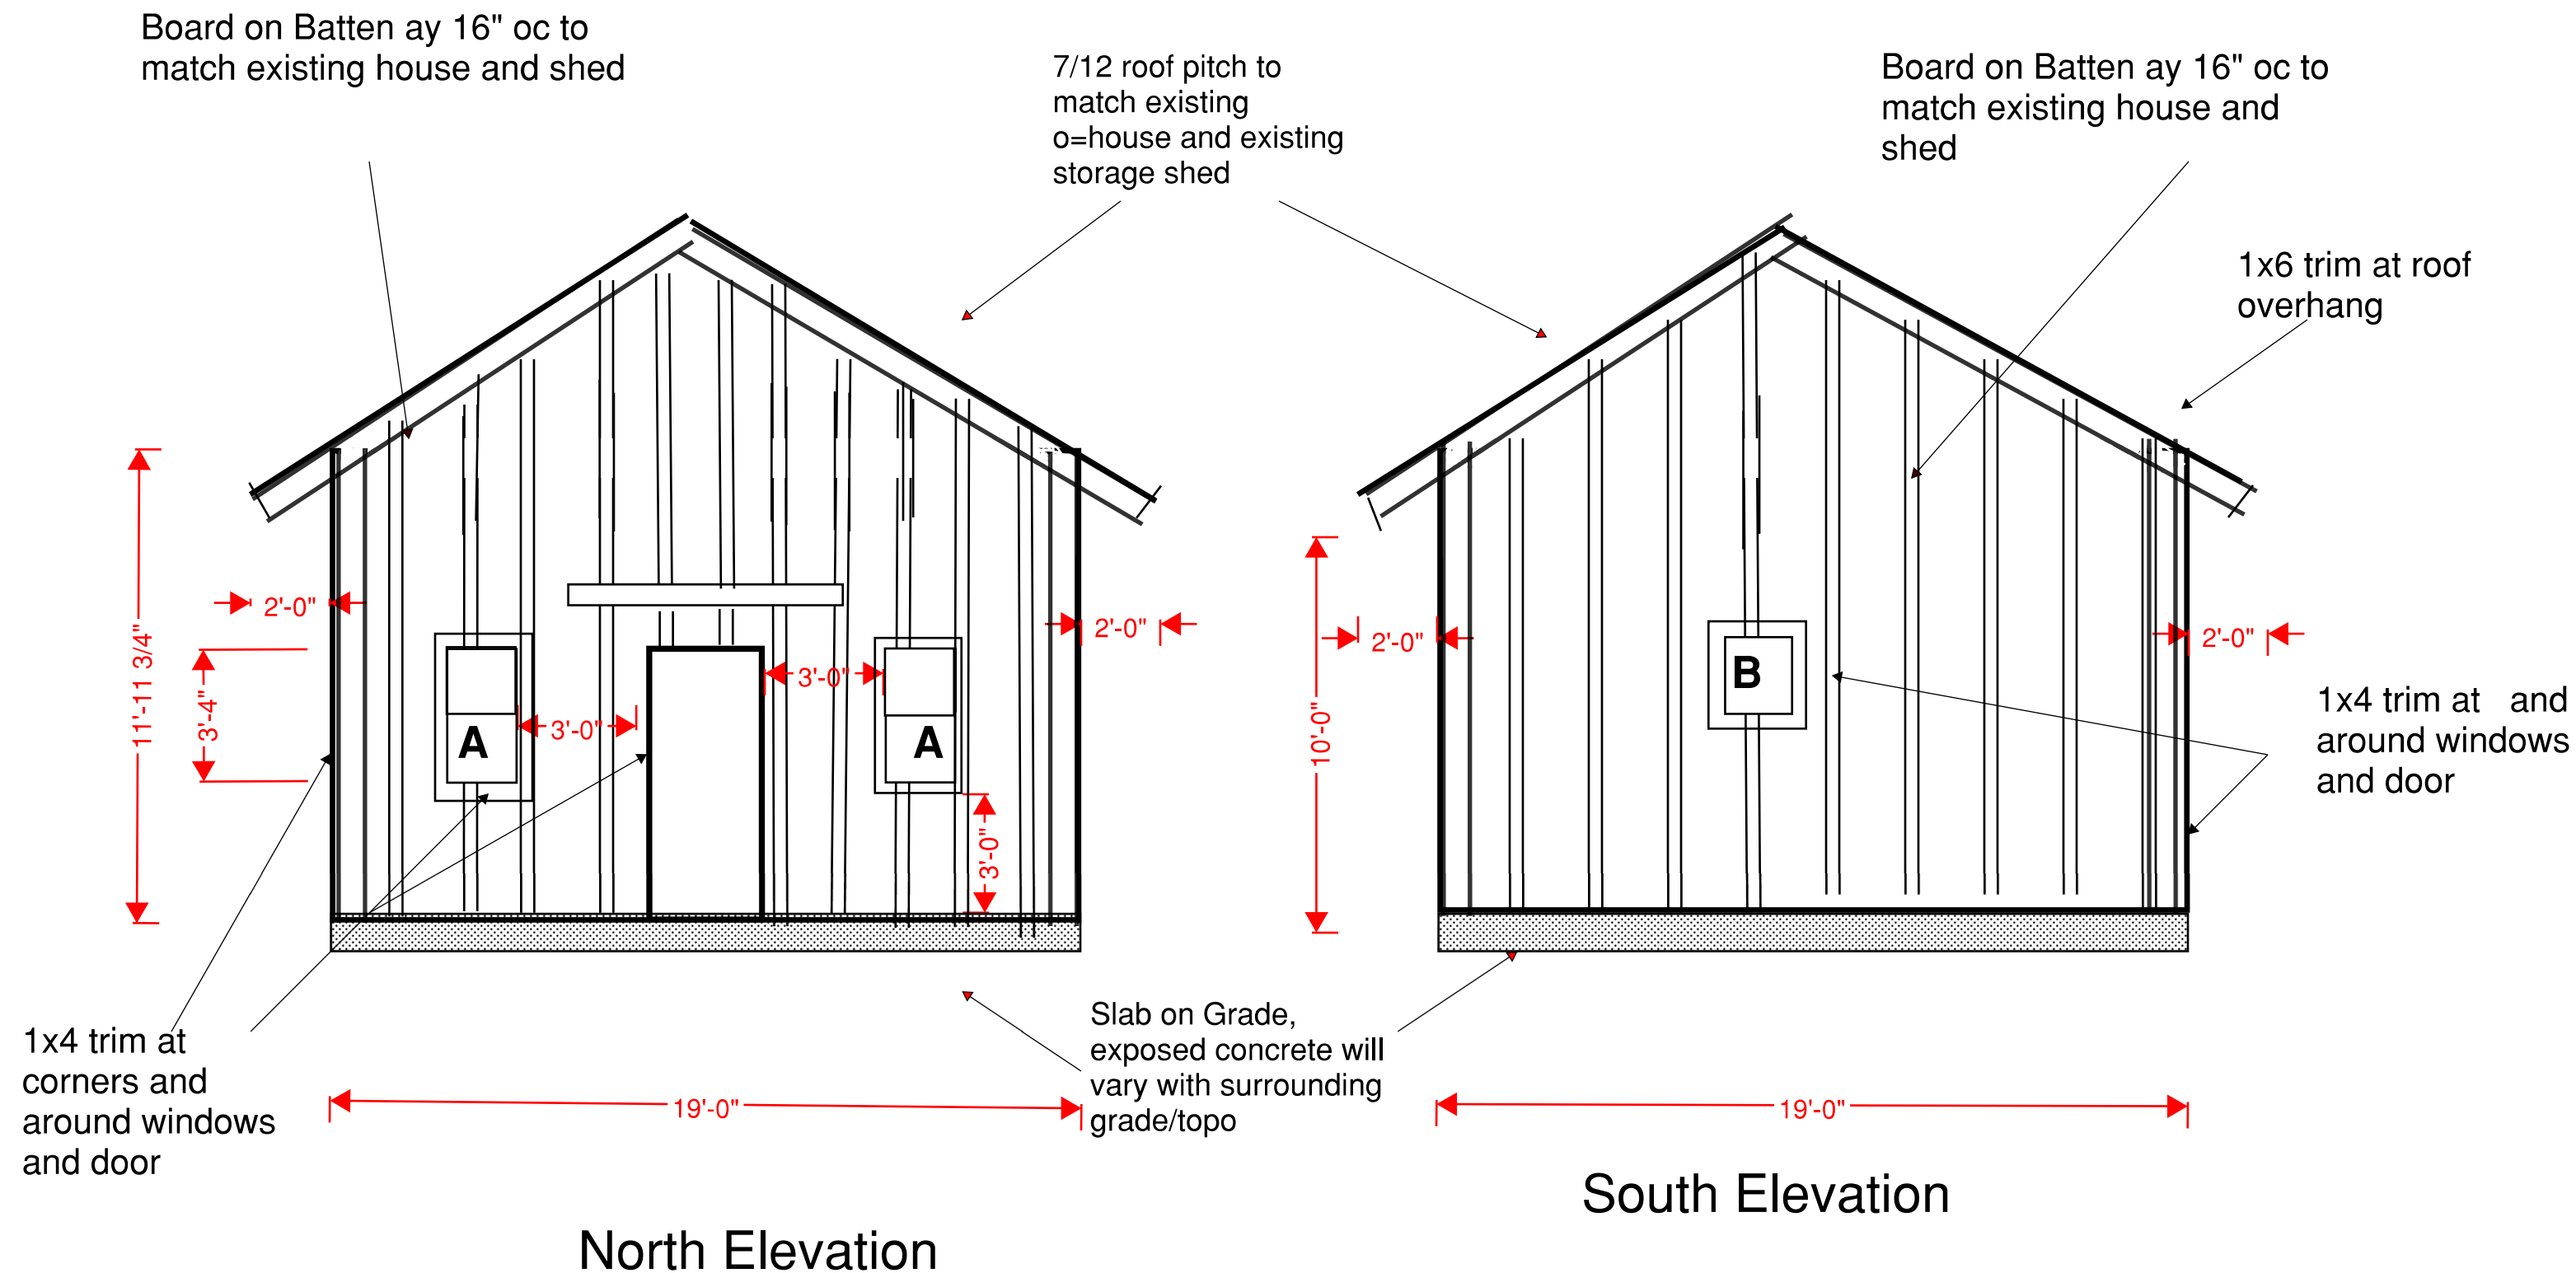 Board on Batten ay 16" oc to
match existing house and shed
7/12 roof pitch to
match existing
o=house and existing
storage shed
Board on Batten ay 16" oc to
match existing house and
shed
1x6 trim at roof
overhang
11'-11 3/4"
2'-0"
3'-4"
A
3'-0"
3'-0"
A
3'-0"
2'-0"
10'-0"
2'-0"
B
2'-0"
1x4 trim at   and
around windows
and door
1x4 trim at
corners and
around windows
and door
Slab on Grade,
exposed concrete will
vary with surrounding
grade/topo
19'-0"
19'-0"
North Elevation
South Elevation